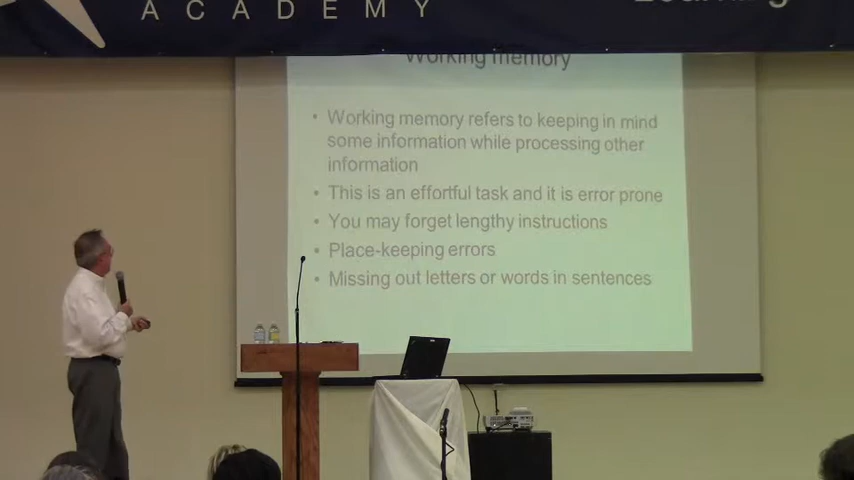 ACADEMY
Learning
Working memory
• Working memory refers to keeping in mind
some information while processing other
information
• This is an effortful task and it is error prone
• You may forget lengthy instructions
• Place-keeping errors
• Missing out letters or words in sentences